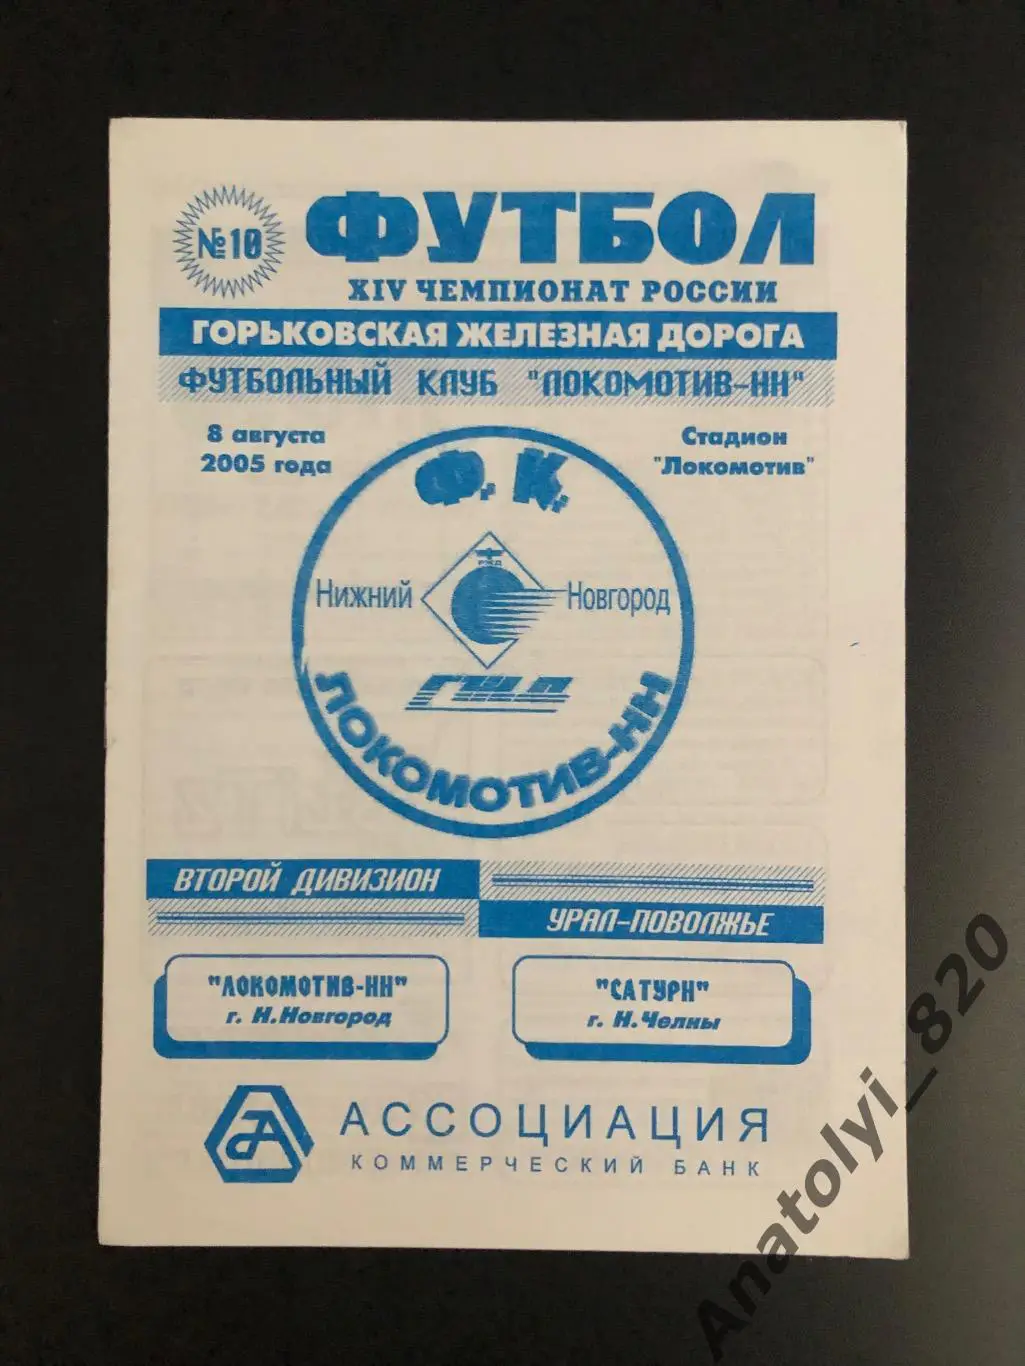 №10
ФУТБОЛ
XIV ЧЕМПИОНАТ РОССИИ
ГОРЬКОВСКАЯ ЖЕЛЕЗНАЯ ДОРОГА
ФУТБОЛЬНЫЙ КЛУБ "ЛОКОМОТИВ-НН"
8 августа
2005 года
Стадион
"Локомотив"
Ф. К.
РЖД
Нижний Новгород
ГЖД
ЛОКОМОТИВ-НН
ВТОРОЙ ДИВИЗИОН
УРАЛ-ПОВОЛЖЬЕ
"ЛОКОМОТИВ-НН"
г. Н.Новгород
"САТУРН"
г. Н.Челны
АССОЦИАЦИЯ
КОММЕРЧЕСКИЙ БАНК
Anatolyi_820